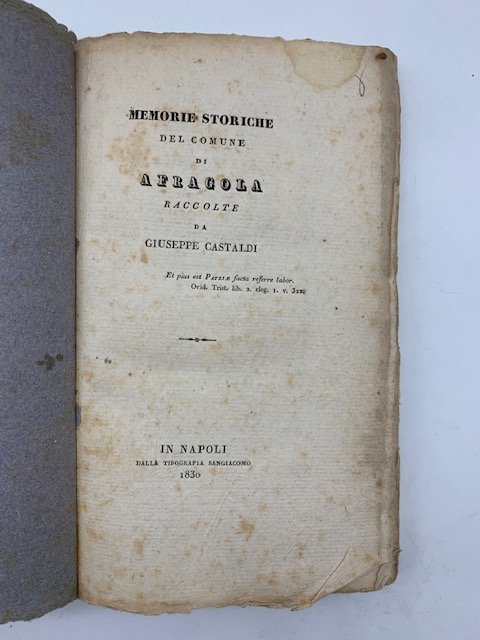 MEMORIE STORICHE
DEL COMUNE
DI
AFRAGOLA
RACCOLTE
DA
GIUSEPPE CASTALDI
Et pius est PATRIÆ facta referre labor.
Ovid. Trist. lib. 2. eleg. 1. v. 322.
IN NAPOLI
DALLA TIPOGRAFIA SANGIACOMO
1830